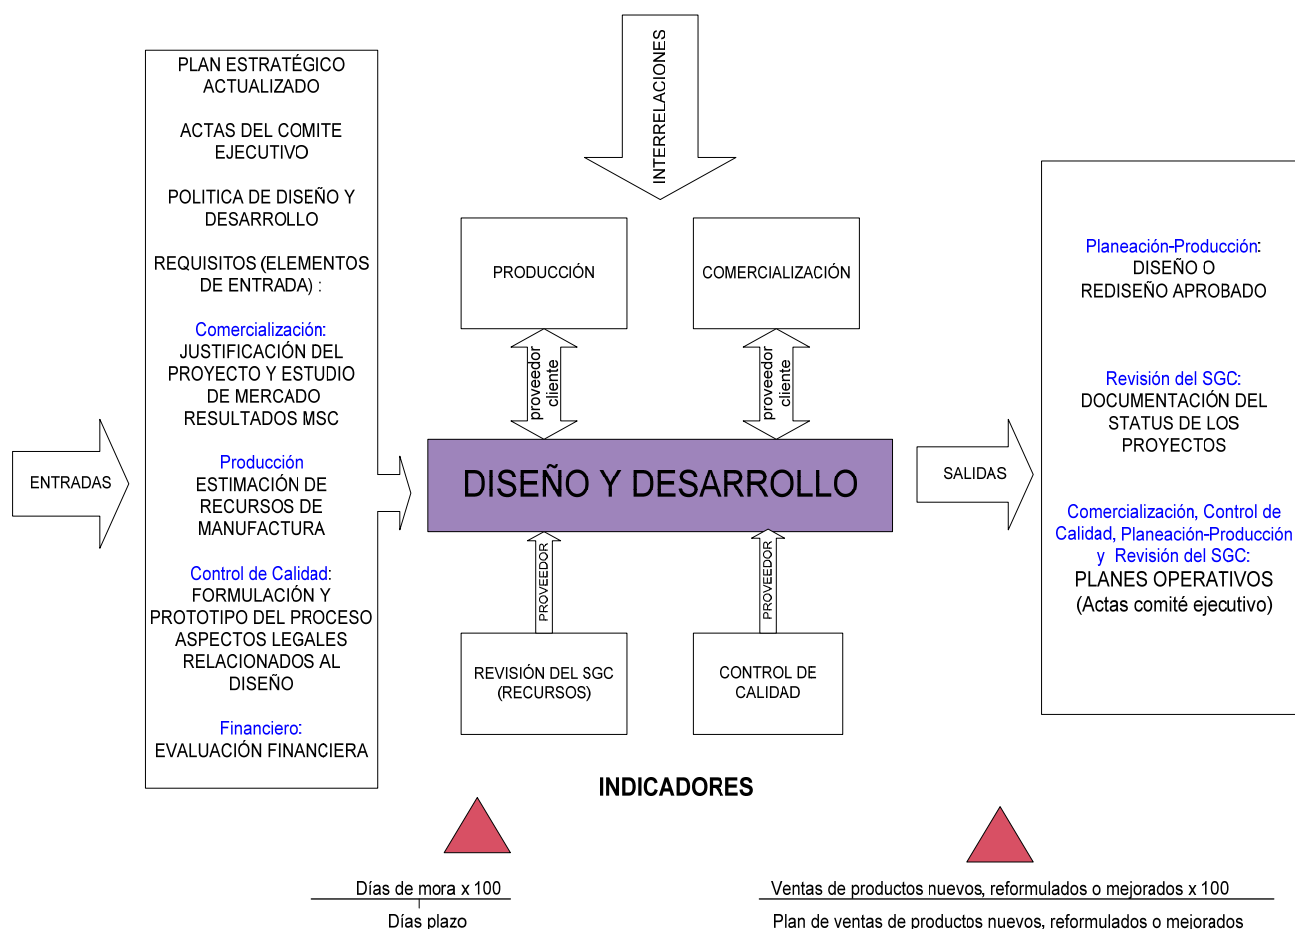 ENTRADAS
PLAN ESTRATÉGICO
ACTUALIZADO
ACTAS DEL COMITE
EJECUTIVO
POLITICA DE DISEÑO Y
DESARROLLO
REQUISITOS (ELEMENTOS
DE ENTRADA) :
Comercialización:
JUSTIFICACIÓN DEL
PROYECTO Y ESTUDIO
DE MERCADO
RESULTADOS MSC
Producción
ESTIMACIÓN DE
RECURSOS DE
MANUFACTURA
Control de Calidad:
FORMULACIÓN Y
PROTOTIPO DEL PROCESO
ASPECTOS LEGALES
RELACIONADOS AL
DISEÑO
Financiero:
EVALUACIÓN FINANCIERA
INTERRELACIONES
PRODUCCIÓN
COMERCIALIZACIÓN
proveedor
cliente
proveedor
cliente
DISEÑO Y DESARROLLO
PROVEEDOR
PROVEEDOR
REVISIÓN DEL SGC
(RECURSOS)
CONTROL DE
CALIDAD
SALIDAS
Planeación-Producción:
DISEÑO O
REDISEÑO APROBADO
Revisión del SGC:
DOCUMENTACIÓN DEL
STATUS DE LOS
PROYECTOS
Comercialización, Control de
Calidad, Planeación-Producción
y Revisión del SGC:
PLANES OPERATIVOS
(Actas comité ejecutivo)
INDICADORES
Días de mora x 100
Días plazo
Ventas de productos nuevos, reformulados o mejorados x 100
Plan de ventas de productos nuevos, reformulados o mejorados